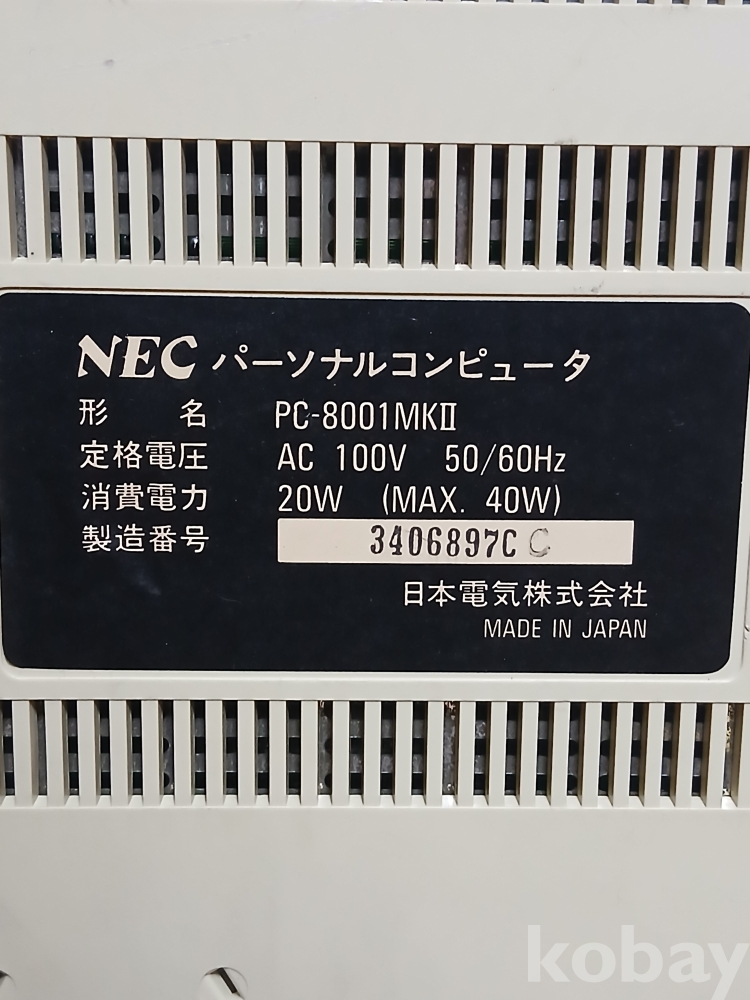 NEC パーソナルコンピュータ
形 名 PC-8001MKⅡ
定格電圧 AC 100V 50/60Hz
消費電力 20W (MAX. 40W)
製造番号 3406897C C
日本電気株式会社
MADE IN JAPAN
kobay